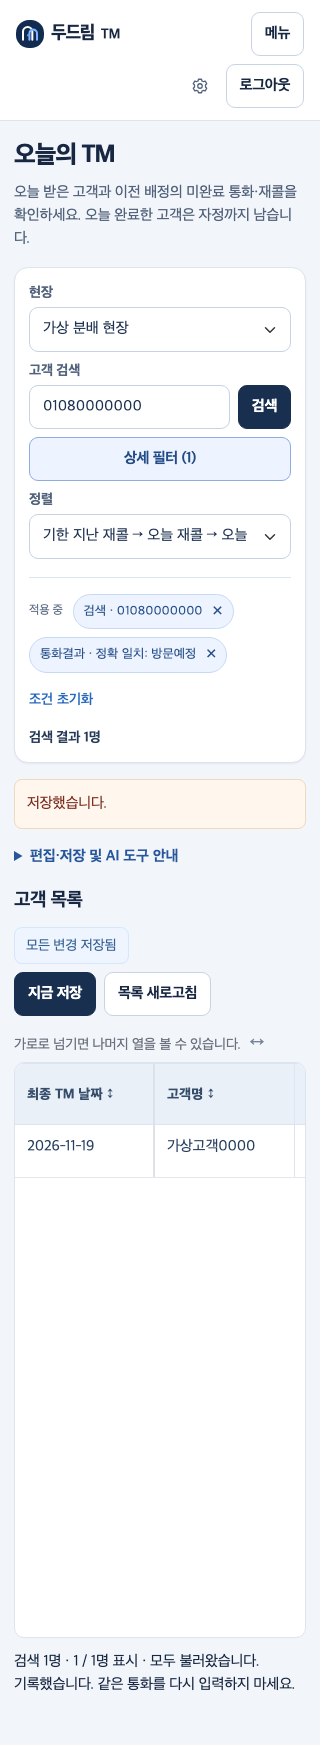 두드림 TM
메뉴
로그아웃
오늘의 TM
오늘 받은 고객과 이전 배정의 미완료 통화·재콜을
확인하세요. 오늘 완료한 고객은 자정까지 남습니
다.
현장
가상 분배 현장
고객 검색
01080000000
검색
상세 필터 (1)
정렬
기한 지난 재콜 → 오늘 재콜 → 오늘
적용 중
검색 · 01080000000 ✕
통화결과 · 정확 일치: 방문예정 ✕
조건 초기화
검색 결과 1명
저장했습니다.
▶ 편집·저장 및 AI 도구 안내
고객 목록
모든 변경 저장됨
지금 저장
목록 새로고침
가로로 넘기면 나머지 열을 볼 수 있습니다. ↔
최종 TM 날짜 ↕
고객명 ↕
2026-11-19
가상고객0000
검색 1명 · 1 / 1명 표시 · 모두 불러왔습니다.
기록했습니다. 같은 통화를 다시 입력하지 마세요.